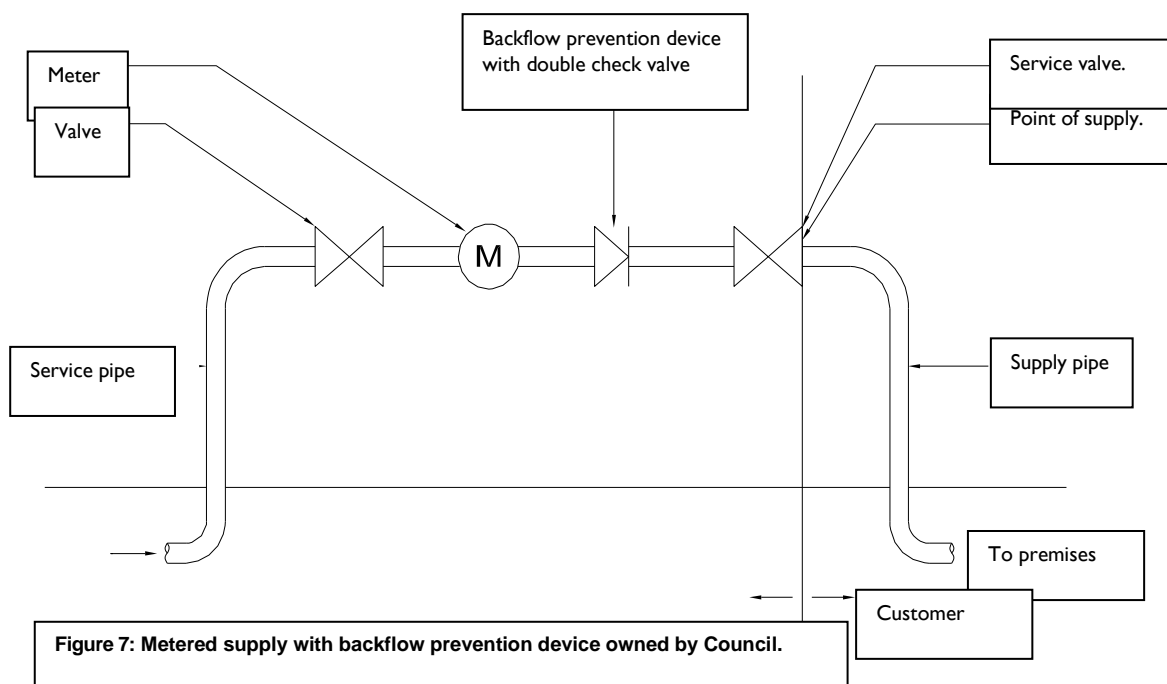 Backflow prevention device
with double check valve
Meter
Service valve.
Valve
Point of supply.
M
Service pipe
Supply pipe
To premises
Customer
Figure 7: Metered supply with backflow prevention device owned by Council.